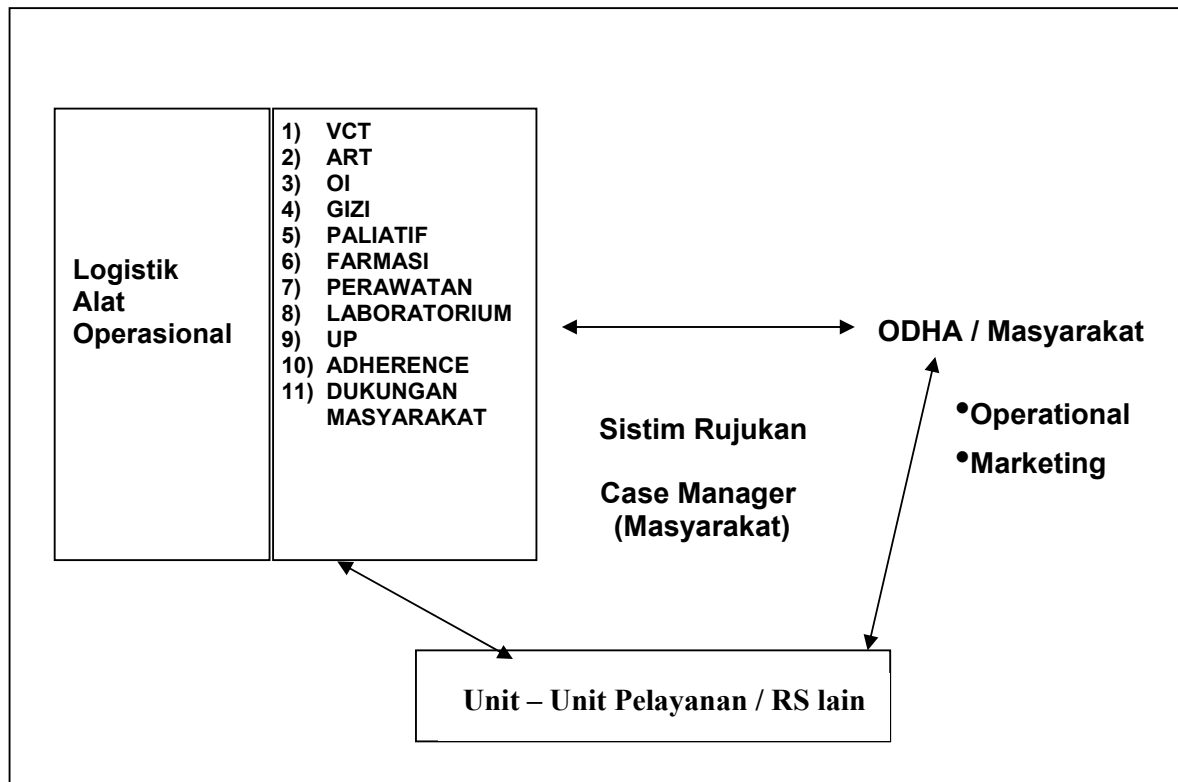 Logistik
Alat
Operasional
1) VCT
2) ART
3) OI
4) GIZI
5) PALIATIF
6) FARMASI
7) PERAWATAN
8) LABORATORIUM
9) UP
10) ADHERENCE
11) DUKUNGAN
MASYARAKAT
ODHA / Masyarakat
•Operational
•Marketing
Sistim Rujukan
Case Manager
(Masyarakat)
Unit – Unit Pelayanan / RS lain